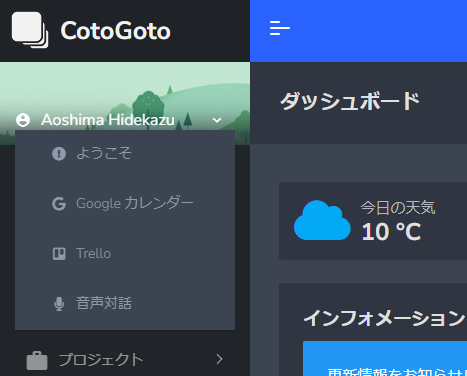 CotoGoto
Aoshima Hidekazu
ようこそ
Google カレンダー
Trello
音声対話
プロジェクト
ダッシュボード
今日の天気
10 °C
インフォメーション
更新情報をお知らせ